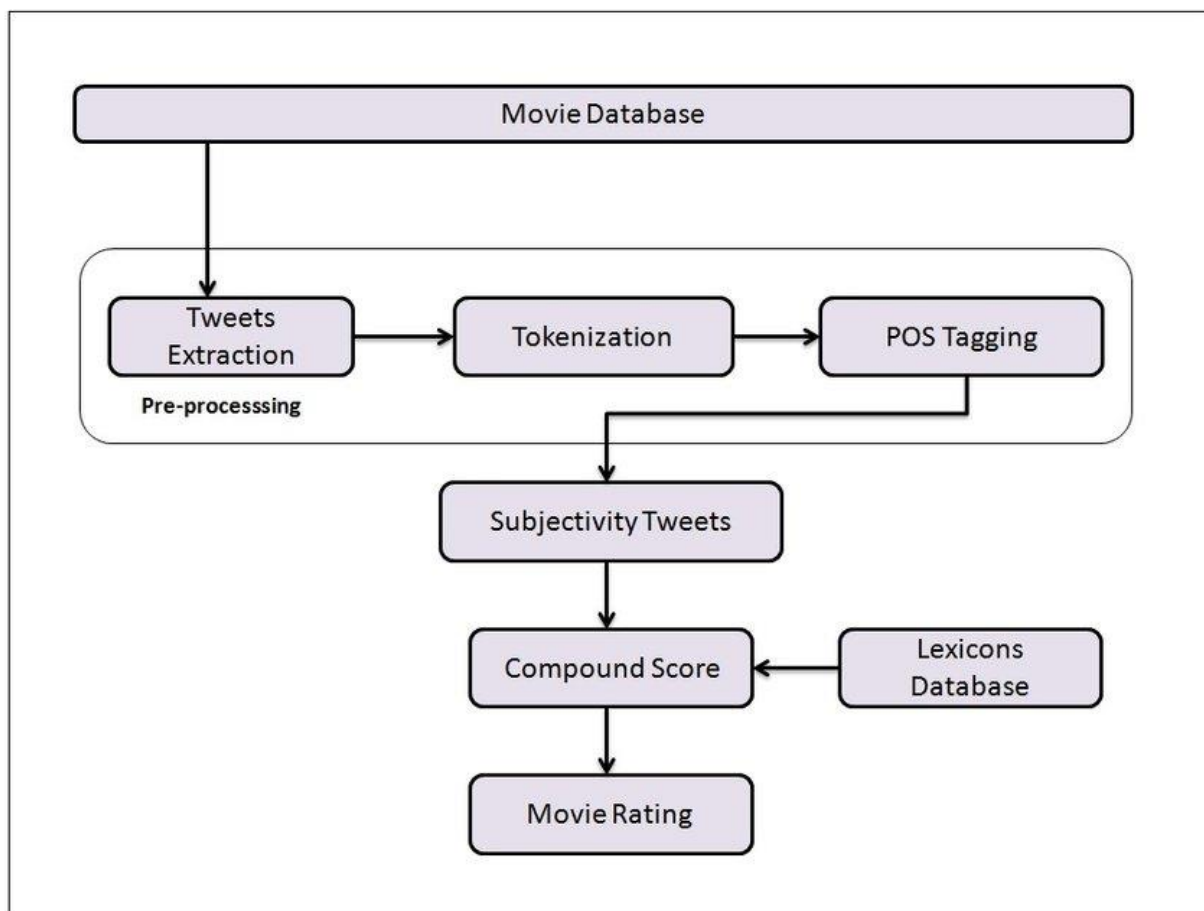 Movie Database
Tweets
Extraction
Tokenization
POS Tagging
Pre-processsing
Subjectivity Tweets
Compound Score
Lexicons
Database
Movie Rating